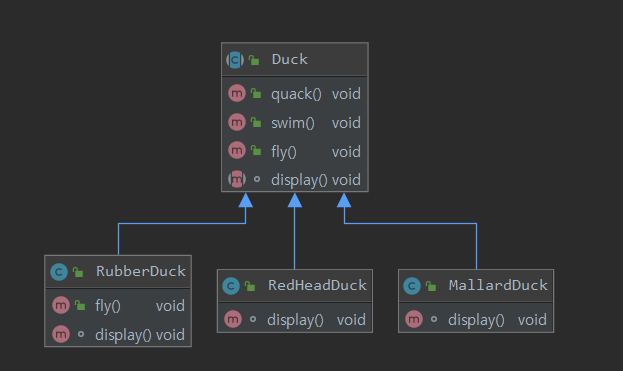 Duck
quack() void
swim() void
fly() void
display() void
RubberDuck
fly() void
display() void
RedHeadDuck
display() void
MallardDuck
display() void